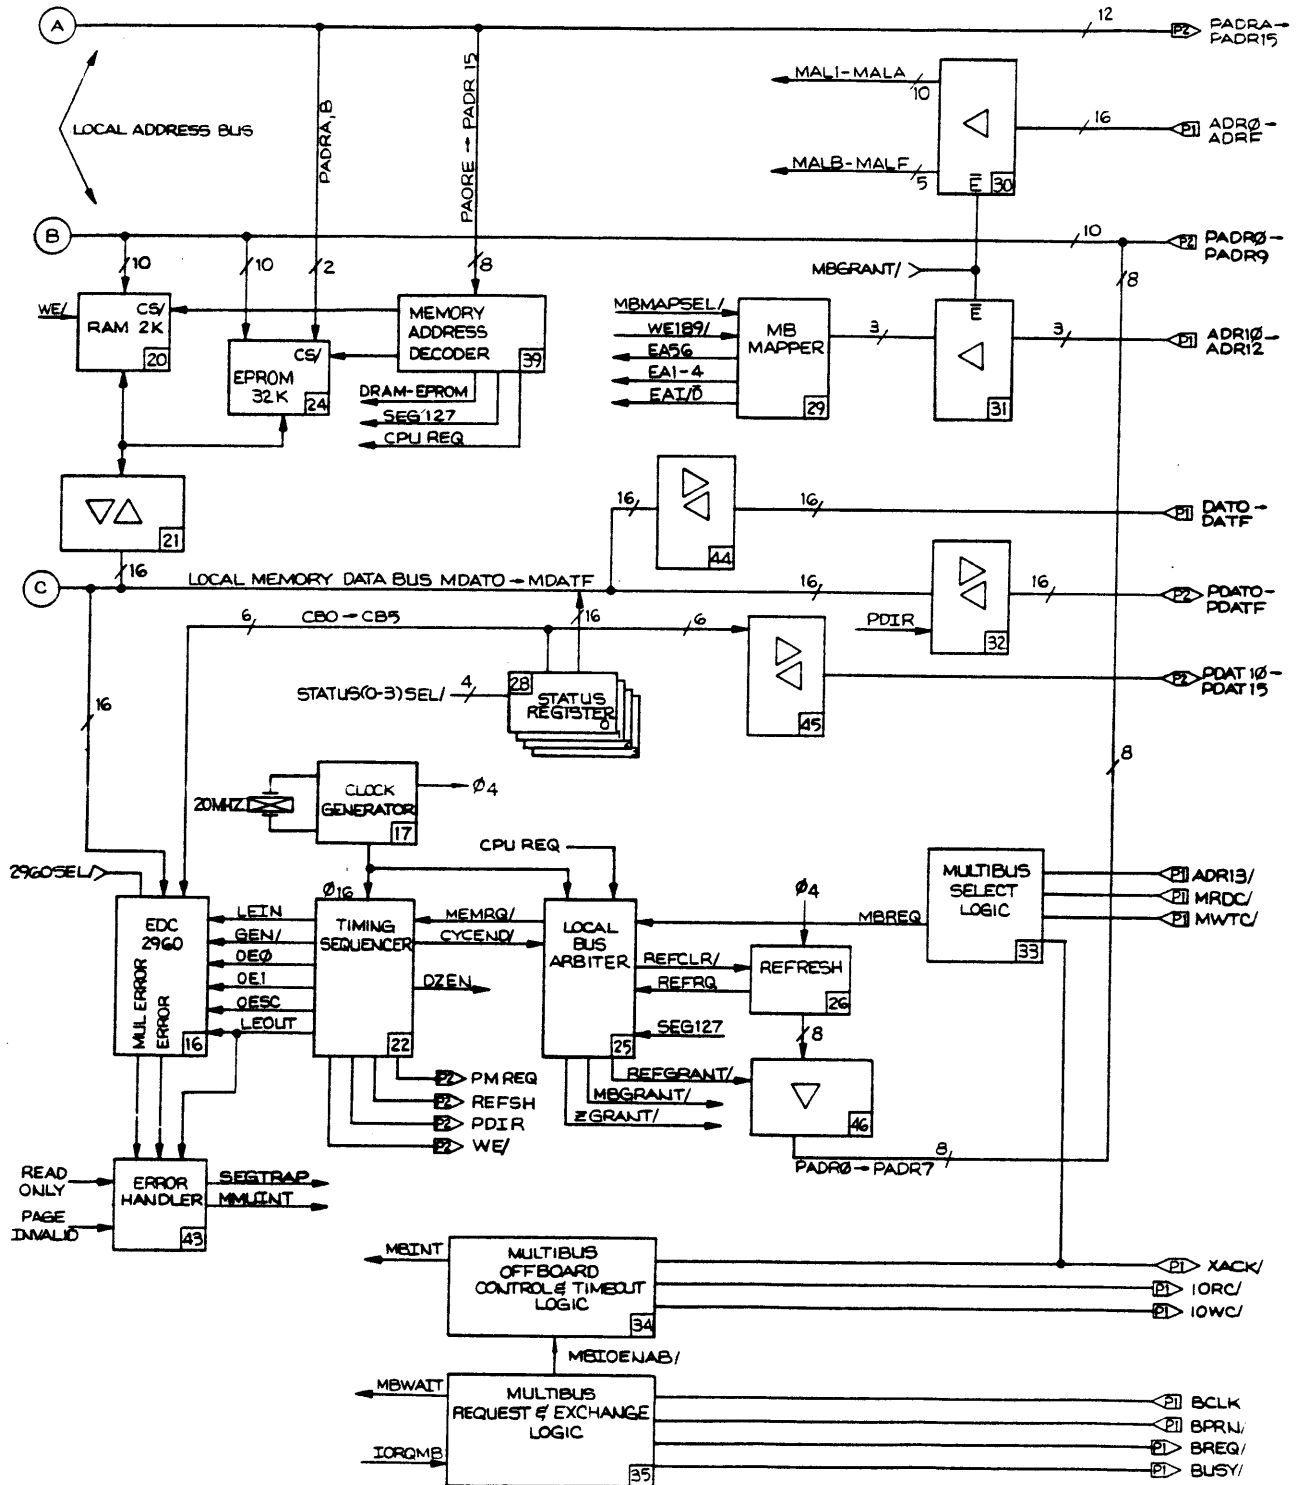 A
12
P2
PADRA→
PADR15
MAL1-MALA
10
16
P1
ADRØ-
ADRF
LOCAL ADDRESS BUS
PADRA,B
PADRE → PADR 15
MALB-MALF
5
E
30
B
10
P2
PADRØ-
PADR9
10
10
2
8
MBGRANT/
8
WE/
CS/
RAM 2K
20
MEMORY
ADDRESS
DECODER
39
MBMAPSEL/
WE189/
EA56
EA1-4
EAI/D
MB
MAPPER
29
3
E
31
3
P1
ADR1Ø-
ADR12
CS/
EPROM
32K
24
DRAM-EPROM
SEG127
CPU REQ
21
16
16
44
16
P1
DATO-
DATF
C
LOCAL MEMORY DATA BUS MDATO→MDATF
16
32
16
P2
PDATO-
PDATF
PDIR
6
CBO→CB5
16
6
45
P2
PDAT10-
PDAT15
STATUS(0-3)SEL/
4
28
STATUS
REGISTER
0
3
16
8
20MHZ
CLOCK
GENERATOR
17
Ø4
CPU REQ
2960SEL/
Ø16
Ø4
EDC
2960
MUL ERROR
ERROR
16
LEIN
GEN/
OEØ
OE1
OESC
LEOUT
TIMING
SEQUENCER
22
MEMRQ/
CYCEND/
DZEN
LOCAL
BUS
ARBITER
25
MBREQ
REFCLR/
REFRQ
SEG127
REFRESH
26
MULTIBUS
SELECT
LOGIC
33
P1 ADR13/
P1 MRDC/
P1 MWTC/
8
REFGRANT/
MBGRANT/
ZGRANT/
46
P2 PMREQ
P2 REFSH
P2 PDIR
P2 WE/
8
PADRØ→PADR7
READ
ONLY
PAGE
INVALID
ERROR
HANDLER
43
SEGTRAP
MMUINT
MBINT
MULTIBUS
OFFBOARD
CONTROL & TIMEOUT
LOGIC
34
P1 XACK/
P1 IORC/
P1 IOWC/
MBIOENAB/
MBWAIT
IORQMB
MULTIBUS
REQUEST & EXCHANGE
LOGIC
35
P1 BCLK
P1 BPRN/
P1 BREQ/
P1 BUSY/